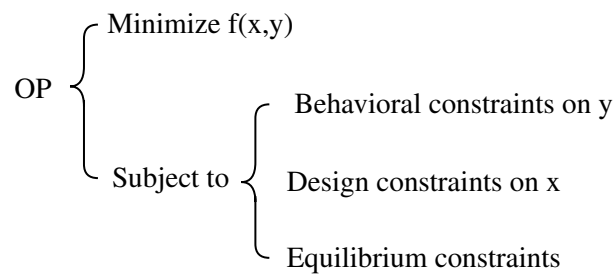 Minimize f(x,y)
OP
Behavioral constraints on y
Subject to
Design constraints on x
Equilibrium constraints